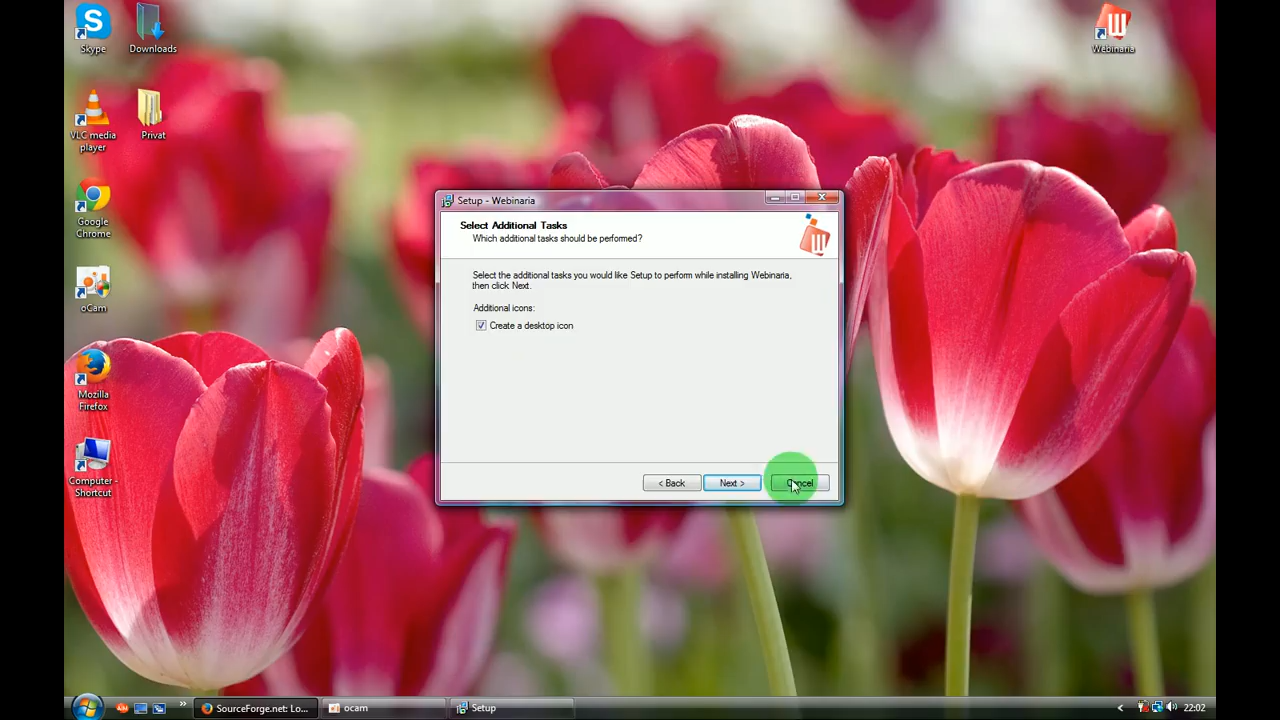 Skype
Downloads
Webinaria
VLC media
player
Privat
Google
Chrome
oCam
Mozilla
Firefox
Computer -
Shortcut
Setup - Webinaria
Select Additional Tasks
Which additional tasks should be performed?
Select the additional tasks you would like Setup to perform while installing Webinaria,
then click Next.
Additional icons:
Create a desktop icon
< Back
Next >
Cancel
SourceForge.net: Lo...
ocam
Setup
22:02